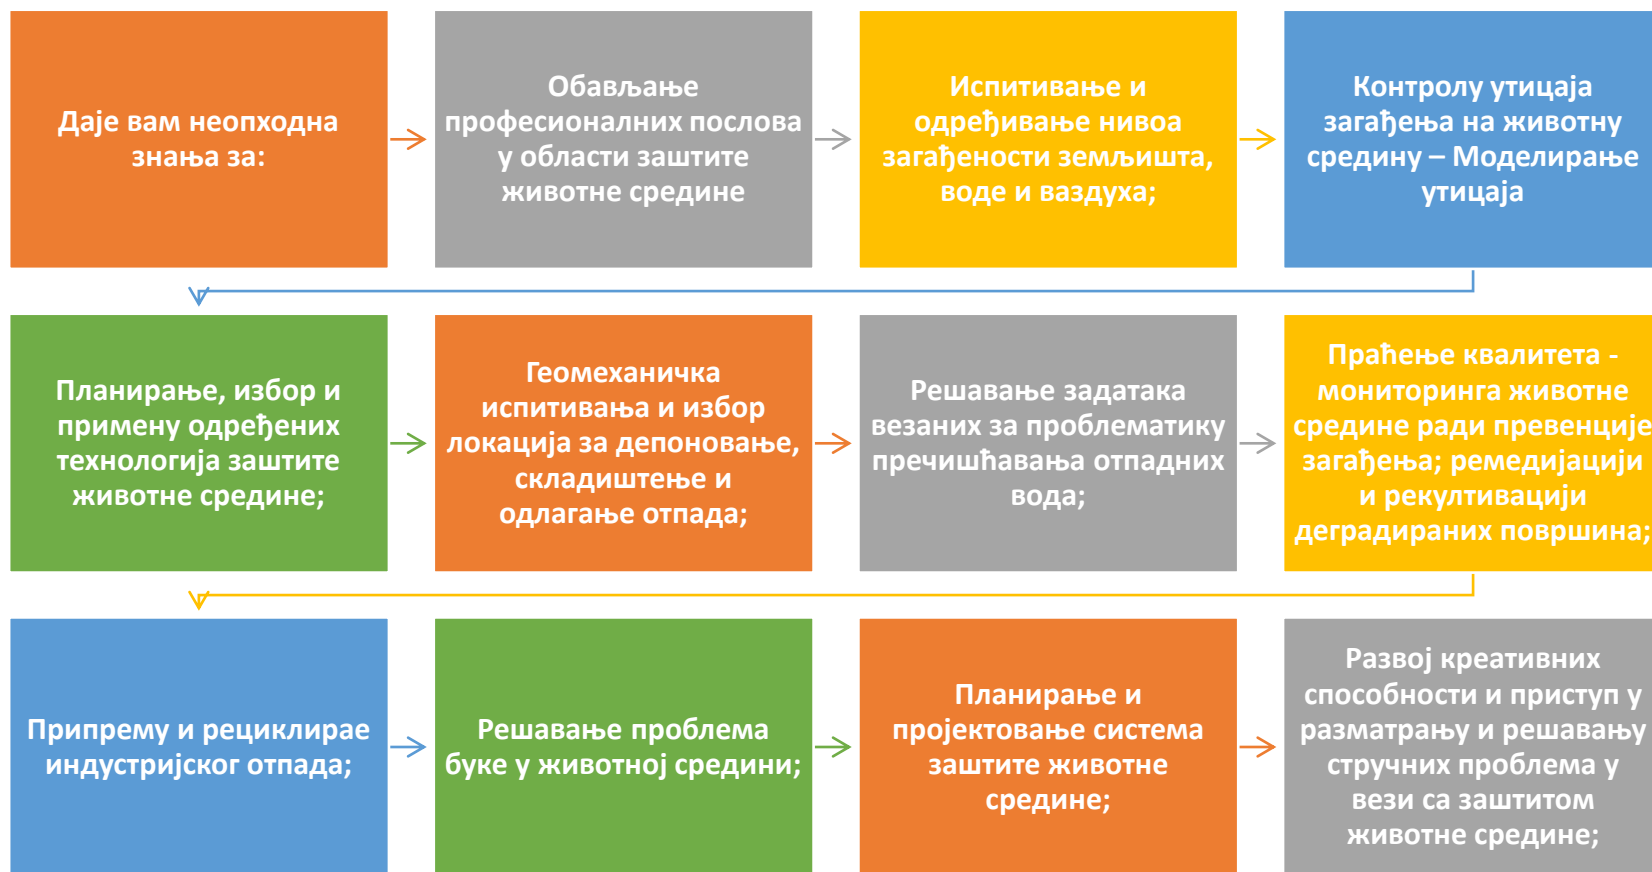 Даје вам неопходна
знања за:
Обављање
професионалних послова
у области заштите
животне средине
Испитивање и
одређивање нивоа
загађености земљишта,
воде и ваздуха;
Контролу утицаја
загађења на животну
средину – Моделирање
утицаја
Планирање, избор и
примену одређених
технологија заштите
животне средине;
Геомеханичка
испитивања и избор
локација за депоновање,
складиштење и
одлагање отпада;
Решавање задатака
везаних за проблематику
пречишћавања отпадних
вода;
Праћење квалитета -
мониторинга животне
средине ради превенције
загађења; ремедијацији
и рекултивацији
деградираних површина;
Припрему и рециклирае
индустријског отпада;
Решавање проблема
буке у животној средини;
Планирање и
пројектовање система
заштите животне
средине;
Развој креативних
способности и приступ у
разматрању и решавању
стручних проблема у
вези са заштитом
животне средине;